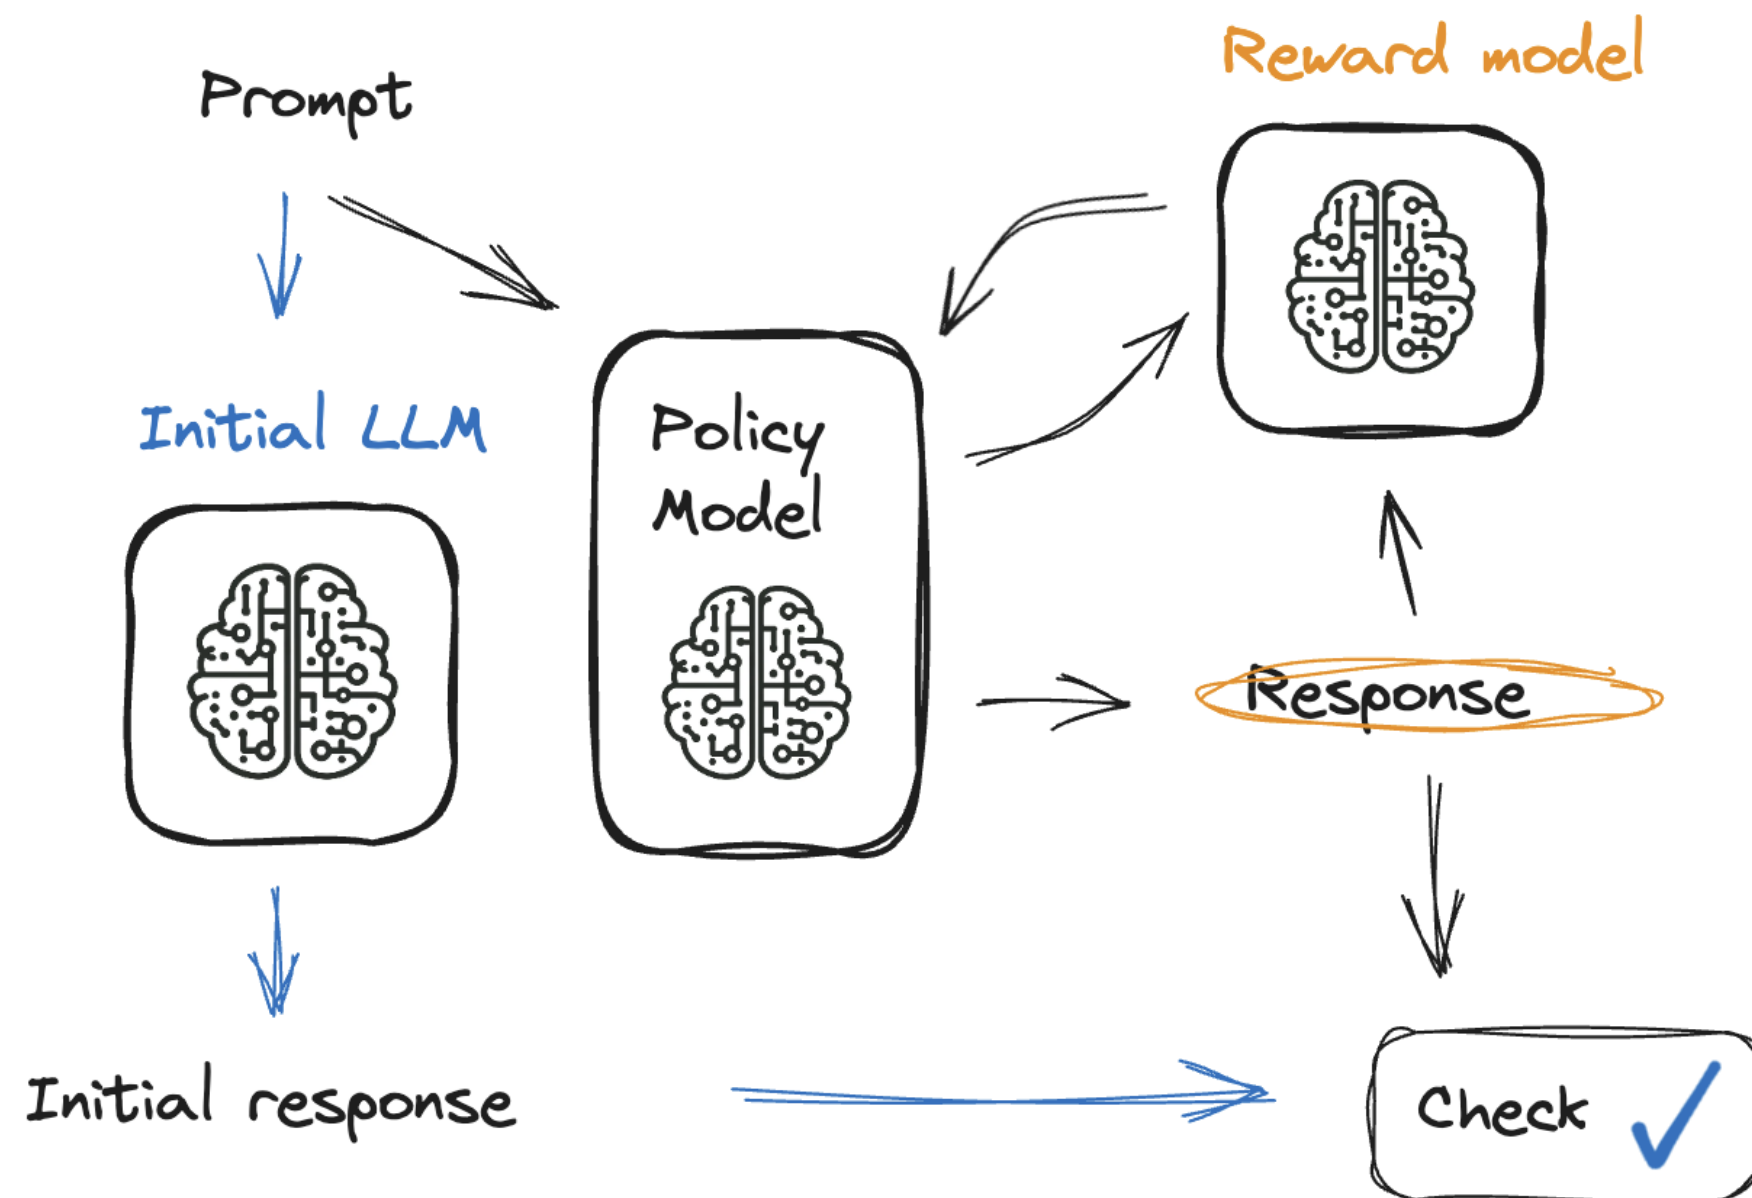 Reward model
Prompt
Initial LLM
Policy
Model
Response
Initial response
Check